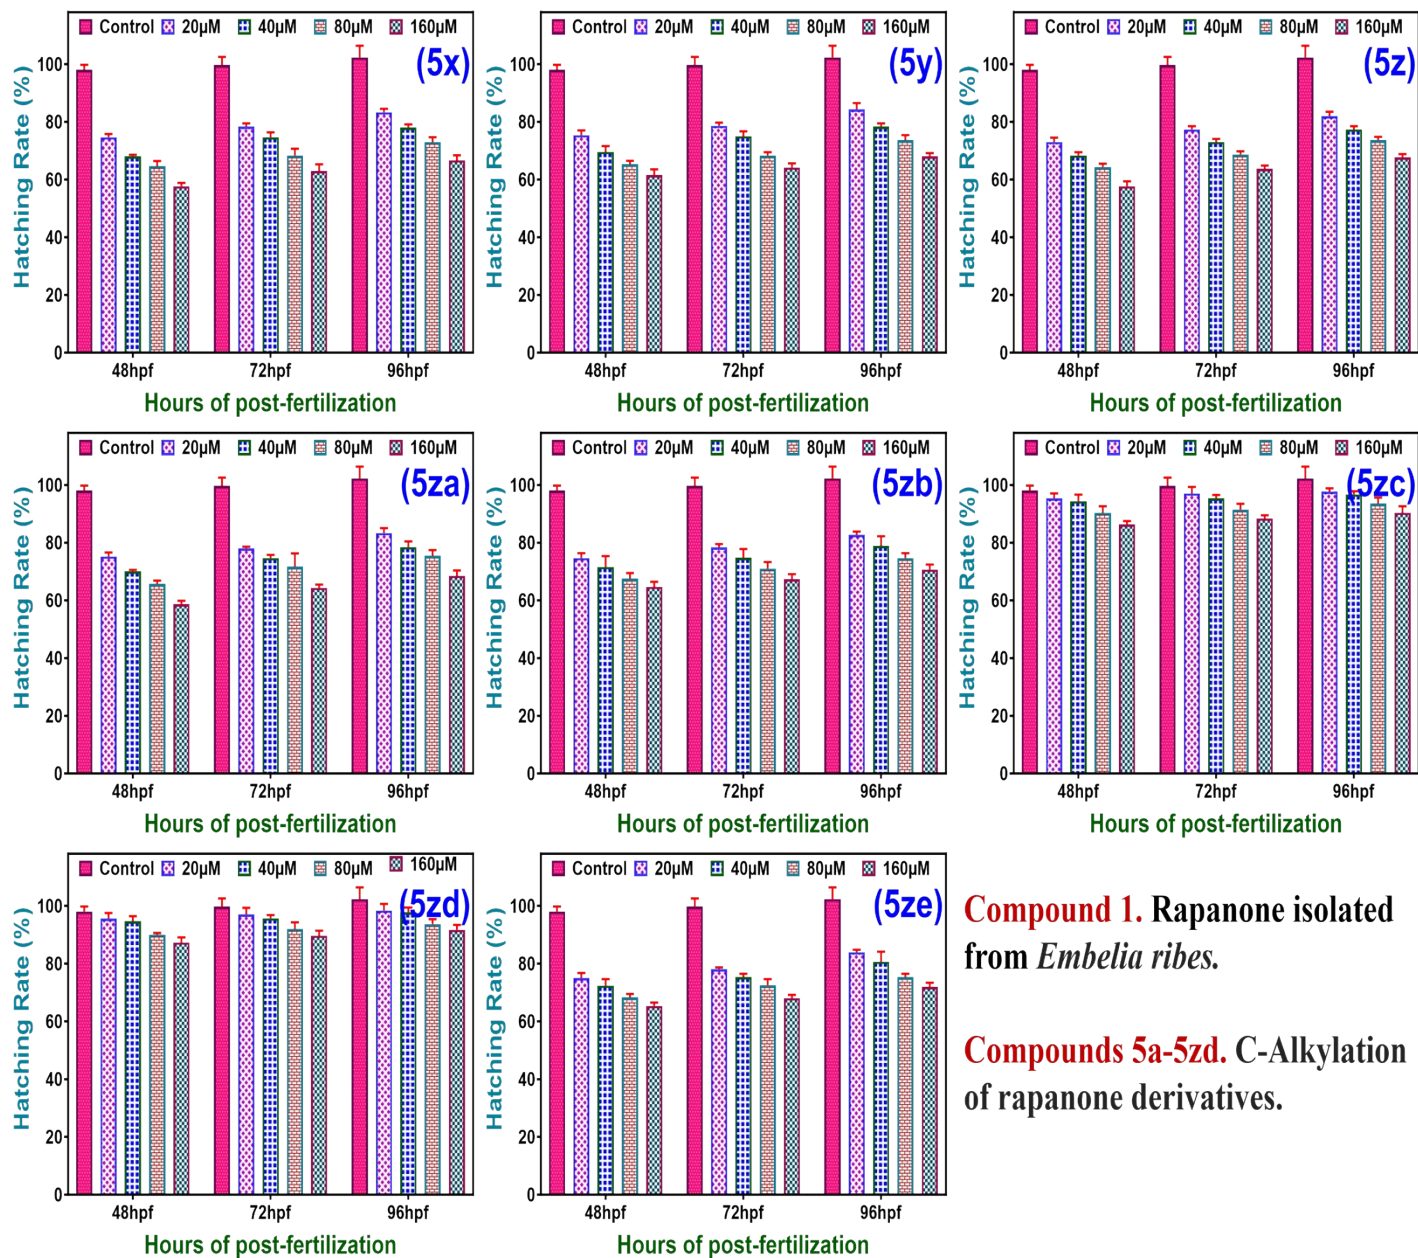 Control 20µM 40µM 80µM 160µM
(5x)
Hatching Rate (%)
100
80
60
40
20
0
48hpf 72hpf 96hpf
Hours of post-fertilization
Control 20µM 40µM 80µM 160µM
(5y)
Hatching Rate (%)
100
80
60
40
20
0
48hpf 72hpf 96hpf
Hours of post-fertilization
Control 20µM 40µM 80µM 160µM
(5z)
Hatching Rate (%)
100
80
60
40
20
0
48hpf 72hpf 96hpf
Hours of post-fertilization
Control 20µM 40µM 80µM 160µM
(5za)
Hatching Rate (%)
100
80
60
40
20
0
48hpf 72hpf 96hpf
Hours of post-fertilization
Control 20µM 40µM 80µM 160µM
(5zb)
Hatching Rate (%)
100
80
60
40
20
0
48hpf 72hpf 96hpf
Hours of post-fertilization
Control 20µM 40µM 80µM 160µM
(5zc)
Hatching Rate (%)
100
80
60
40
20
0
48hpf 72hpf 96hpf
Hours of post-fertilization
Control 20µM 40µM 80µM 160µM
(5zd)
Hatching Rate (%)
100
80
60
40
20
0
48hpf 72hpf 96hpf
Hours of post-fertilization
Control 20µM 40µM 80µM 160µM
(5ze)
Hatching Rate (%)
100
80
60
40
20
0
48hpf 72hpf 96hpf
Hours of post-fertilization
Compound 1. Rapanone isolated
from Embelia ribes.
Compounds 5a-5zd. C-Alkylation
of rapanone derivatives.